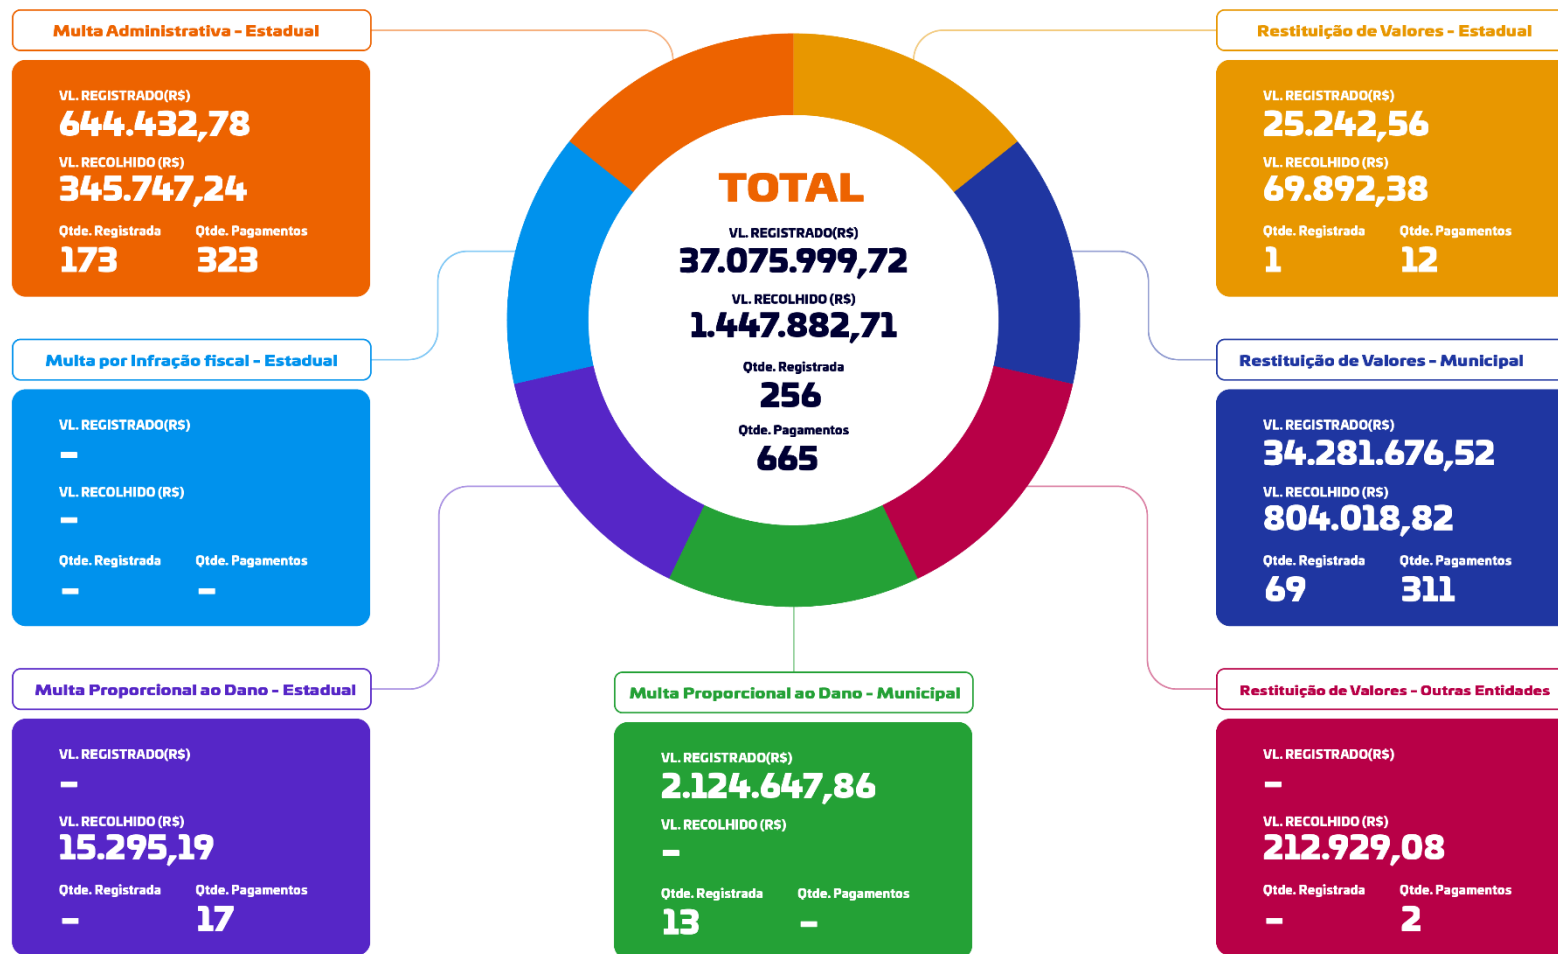 Multa Administrativa - Estadual
VL. REGISTRADO(R$)
644.432,78
VL. RECOLHIDO (R$)
345.747,24
Qtde. Registrada Qtde. Pagamentos
173 323
Multa por Infração fiscal - Estadual
VL. REGISTRADO(R$)
-
VL. RECOLHIDO (R$)
-
Qtde. Registrada Qtde. Pagamentos
- -
Multa Proporcional ao Dano - Estadual
VL. REGISTRADO(R$)
-
VL. RECOLHIDO (R$)
15.295,19
Qtde. Registrada Qtde. Pagamentos
- 17
TOTAL
VL. REGISTRADO(R$)
37.075.999,72
VL. RECOLHIDO (R$)
1.447.882,71
Qtde. Registrada
256
Qtde. Pagamentos
665
Multa Proporcional ao Dano - Municipal
VL. REGISTRADO(R$)
2.124.647,86
VL. RECOLHIDO (R$)
-
Qtde. Registrada Qtde. Pagamentos
13 -
Restituição de Valores - Estadual
VL. REGISTRADO(R$)
25.242,56
VL. RECOLHIDO (R$)
69.892,38
Qtde. Registrada Qtde. Pagamentos
1 12
Restituição de Valores - Municipal
VL. REGISTRADO(R$)
34.281.676,52
VL. RECOLHIDO (R$)
804.018,82
Qtde. Registrada Qtde. Pagamentos
69 311
Restituição de Valores - Outras Entidades
VL. REGISTRADO(R$)
-
VL. RECOLHIDO (R$)
212.929,08
Qtde. Registrada Qtde. Pagamentos
- 2